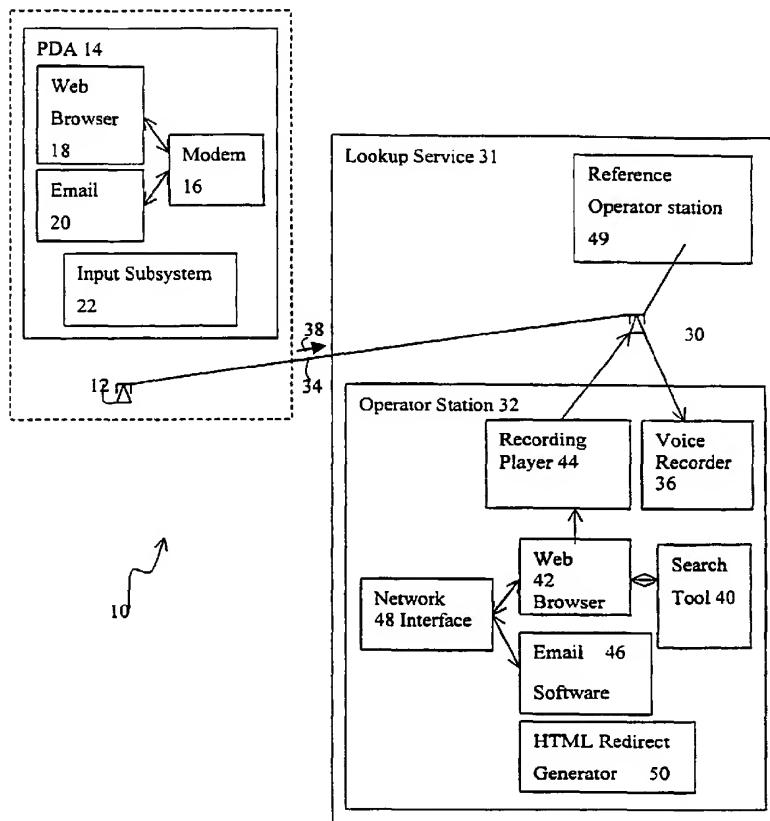 PDA 14
Web
Browser
18
Modem
16
Email
20
Input Subsystem
22
12
38
34
10
Lookup Service 31
Reference
Operator station
49
30
Operator Station 32
Recording
Player 44
Voice
Recorder
36
Web
42
Browser
Search
Tool 40
Network
48 Interface
Email 46
Software
HTML Redirect
Generator 50